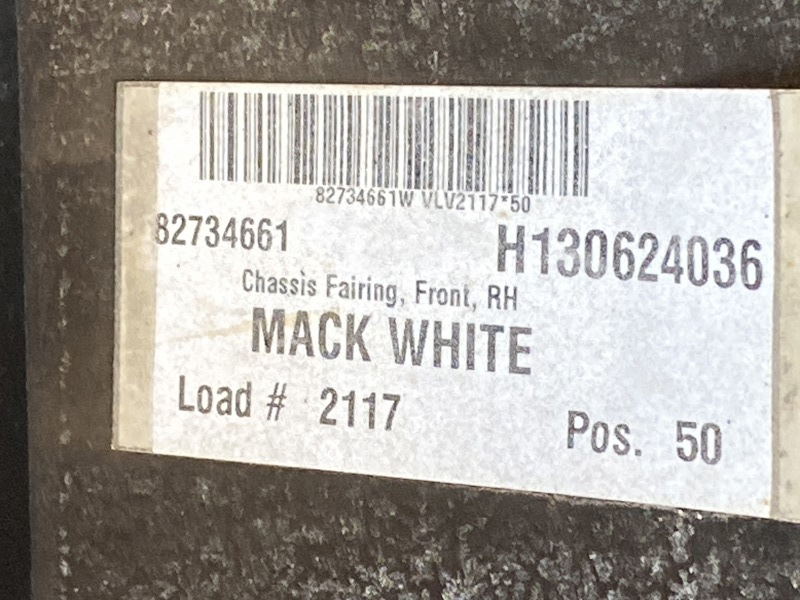 82734661W VLV2117*50
82734661 H130624036
Chassis Fairing, Front, RH
MACK WHITE
Load # 2117 Pos. 50